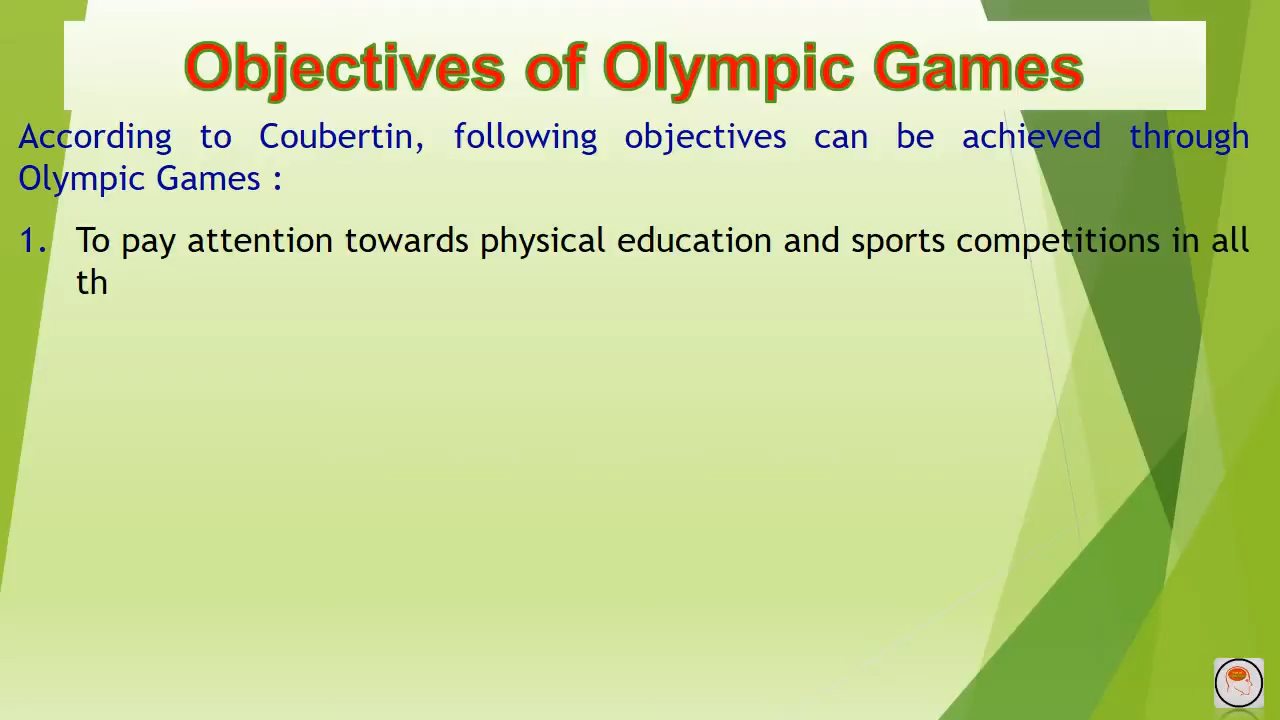 Objectives of Olympic Games
According to Coubertin, following objectives can be achieved through
Olympic Games :
1. To pay attention towards physical education and sports competitions in all
th